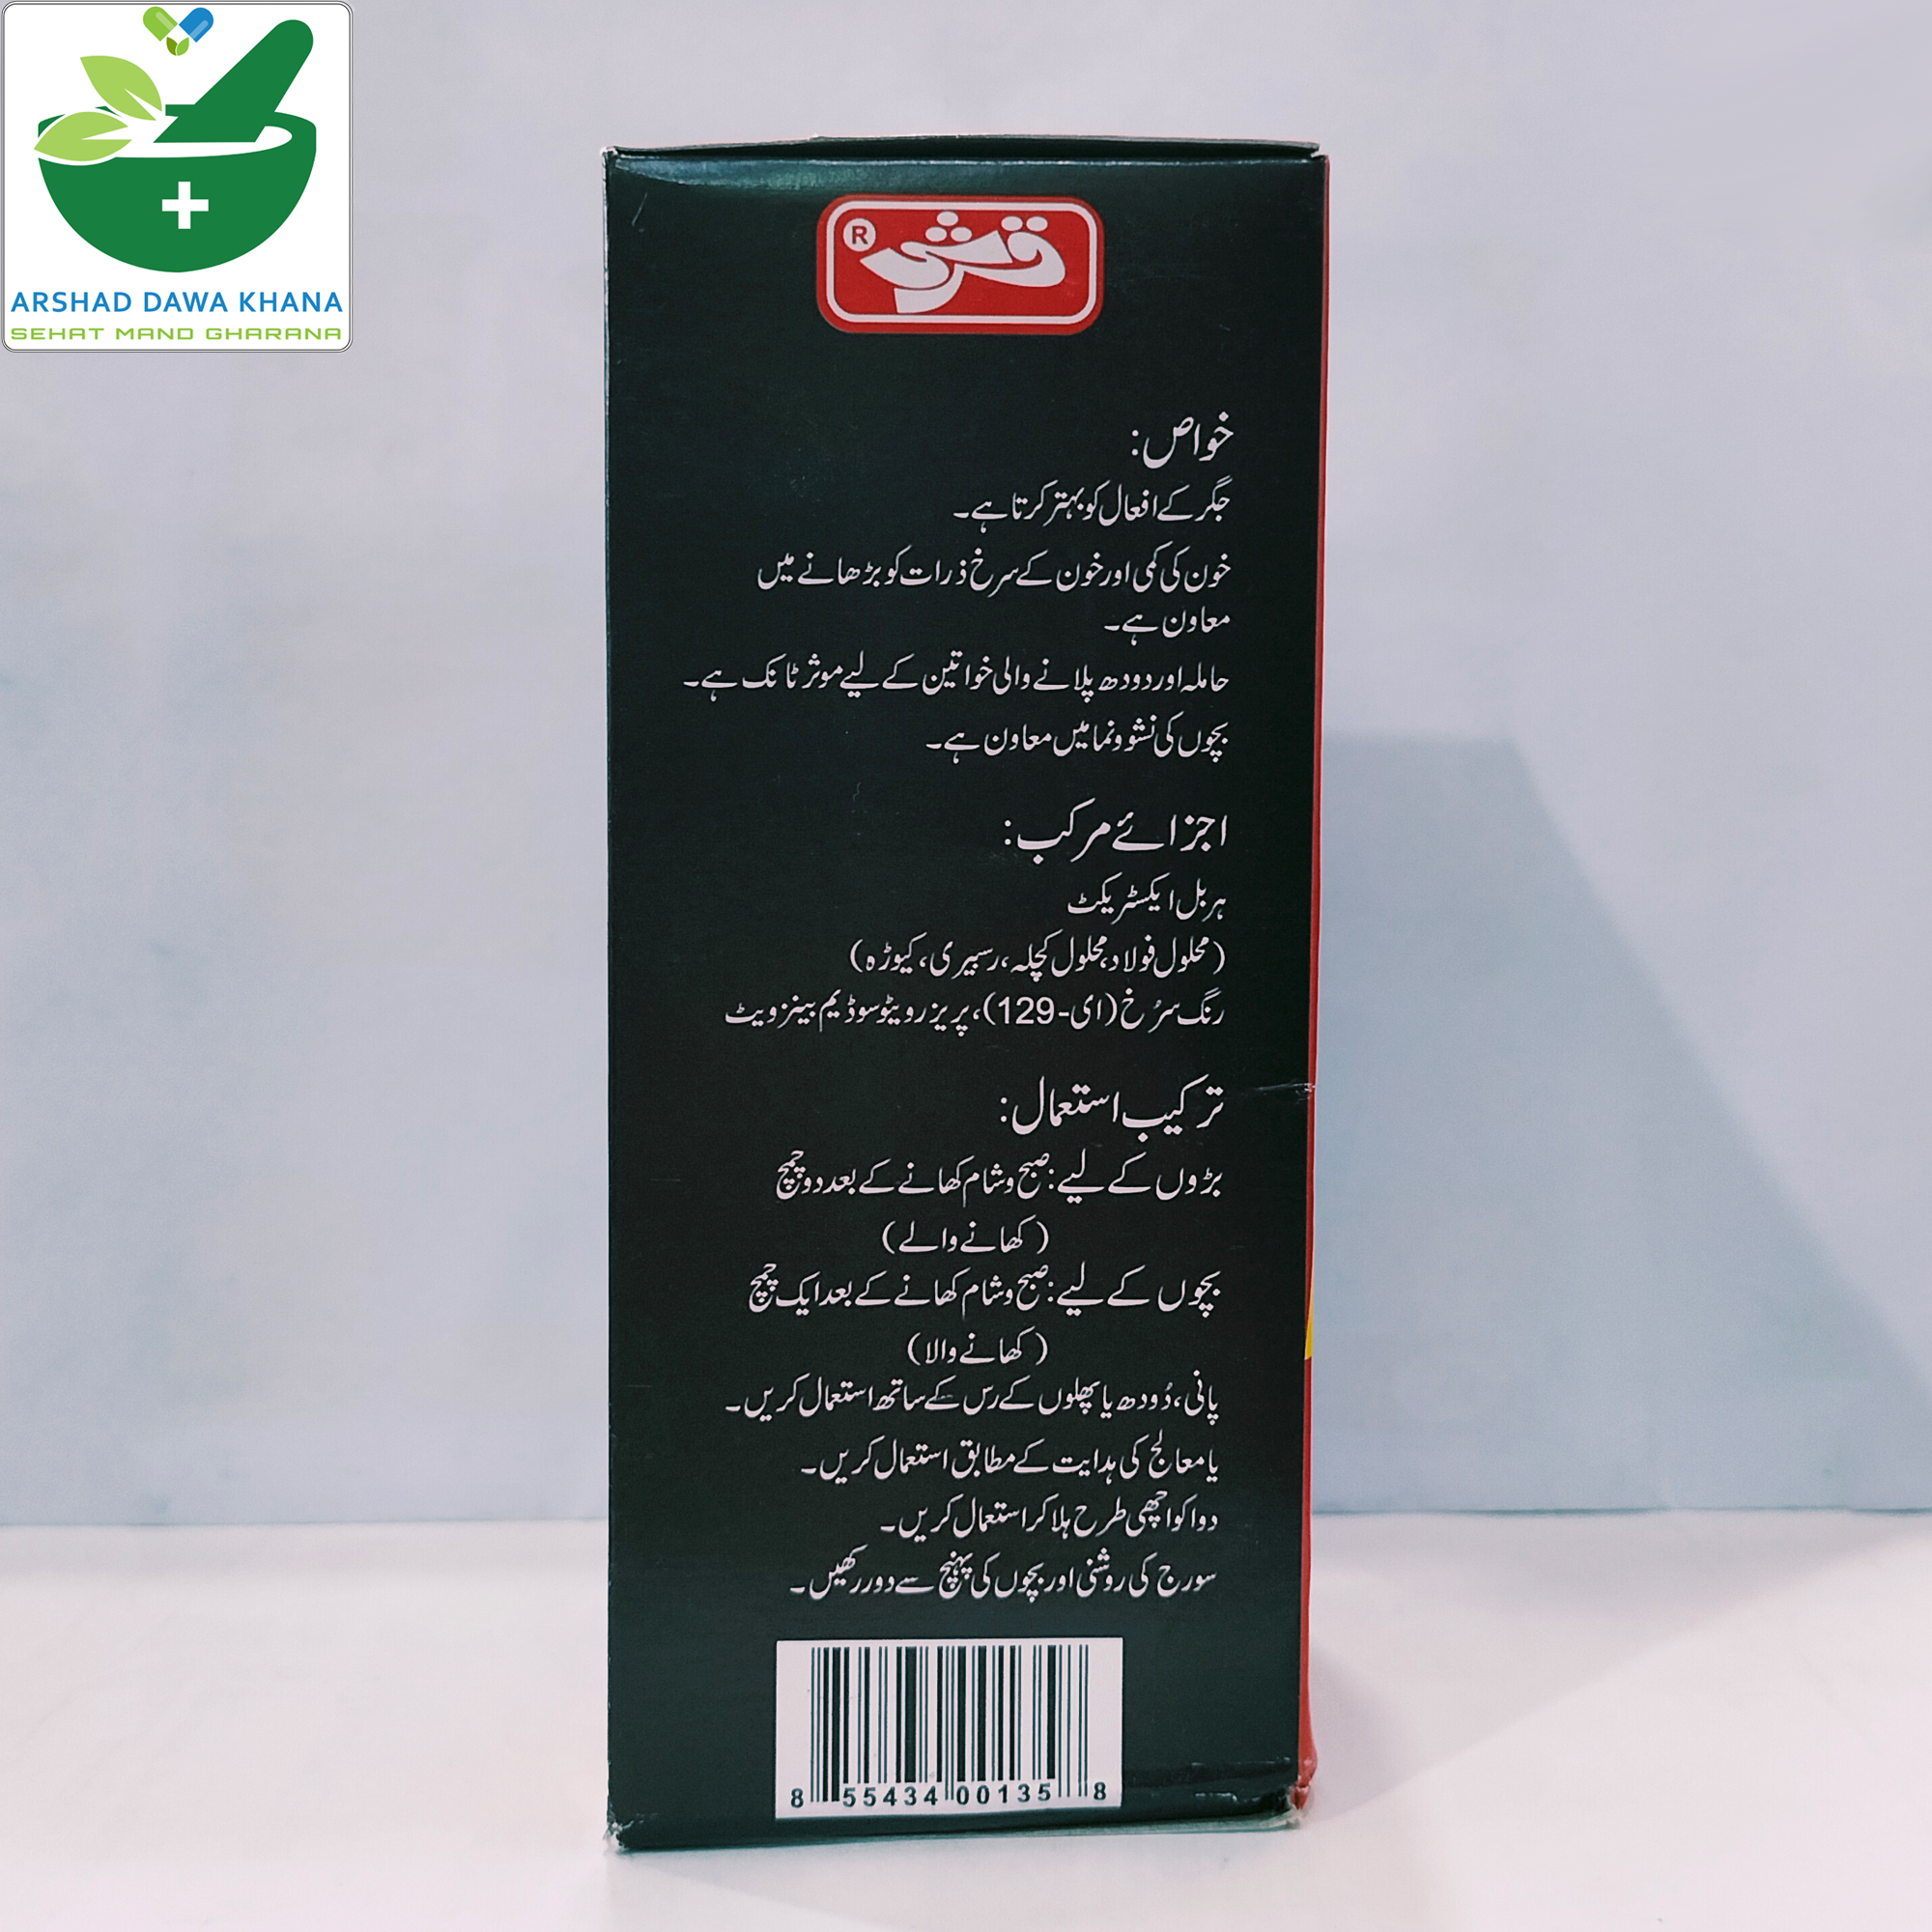 ARSHAD DAWA KHANA
SEHAT MAND GHARANA
قرشی ®
خواص:
جگر کے افعال کو بہتر کرتا ہے۔
خون کی کمی اور خون کے سرخ ذرات کو بڑھانے میں
معاون ہے۔
حاملہ اور دودھ پلانے والی خواتین کے لیے موثر ٹانک ہے۔
بچوں کی نشوونما میں معاون ہے۔
اجزائے مرکب:
ہربل ایکسٹریکٹ
(محلول فولاد، محلول کچلہ، رسبیری، کیوڑہ)
رنگ سُرخ (ای-129)، پریزرویٹو سوڈیم بینزویٹ
ترکیب استعمال:
بڑوں کے لیے: صبح و شام کھانے کے بعد دو چمچ
(کھانے والے)
بچوں کے لیے: صبح و شام کھانے کے بعد ایک چمچ
(کھانے والا)
پانی، دُودھ یا پھلوں کے رس کے ساتھ استعمال کریں۔
یا معالج کی ہدایت کے مطابق استعمال کریں۔
دوا کو اچھی طرح ہلا کر استعمال کریں۔
سورج کی روشنی اور بچوں کی پہنچ سے دور رکھیں۔
8 55434 00135 8